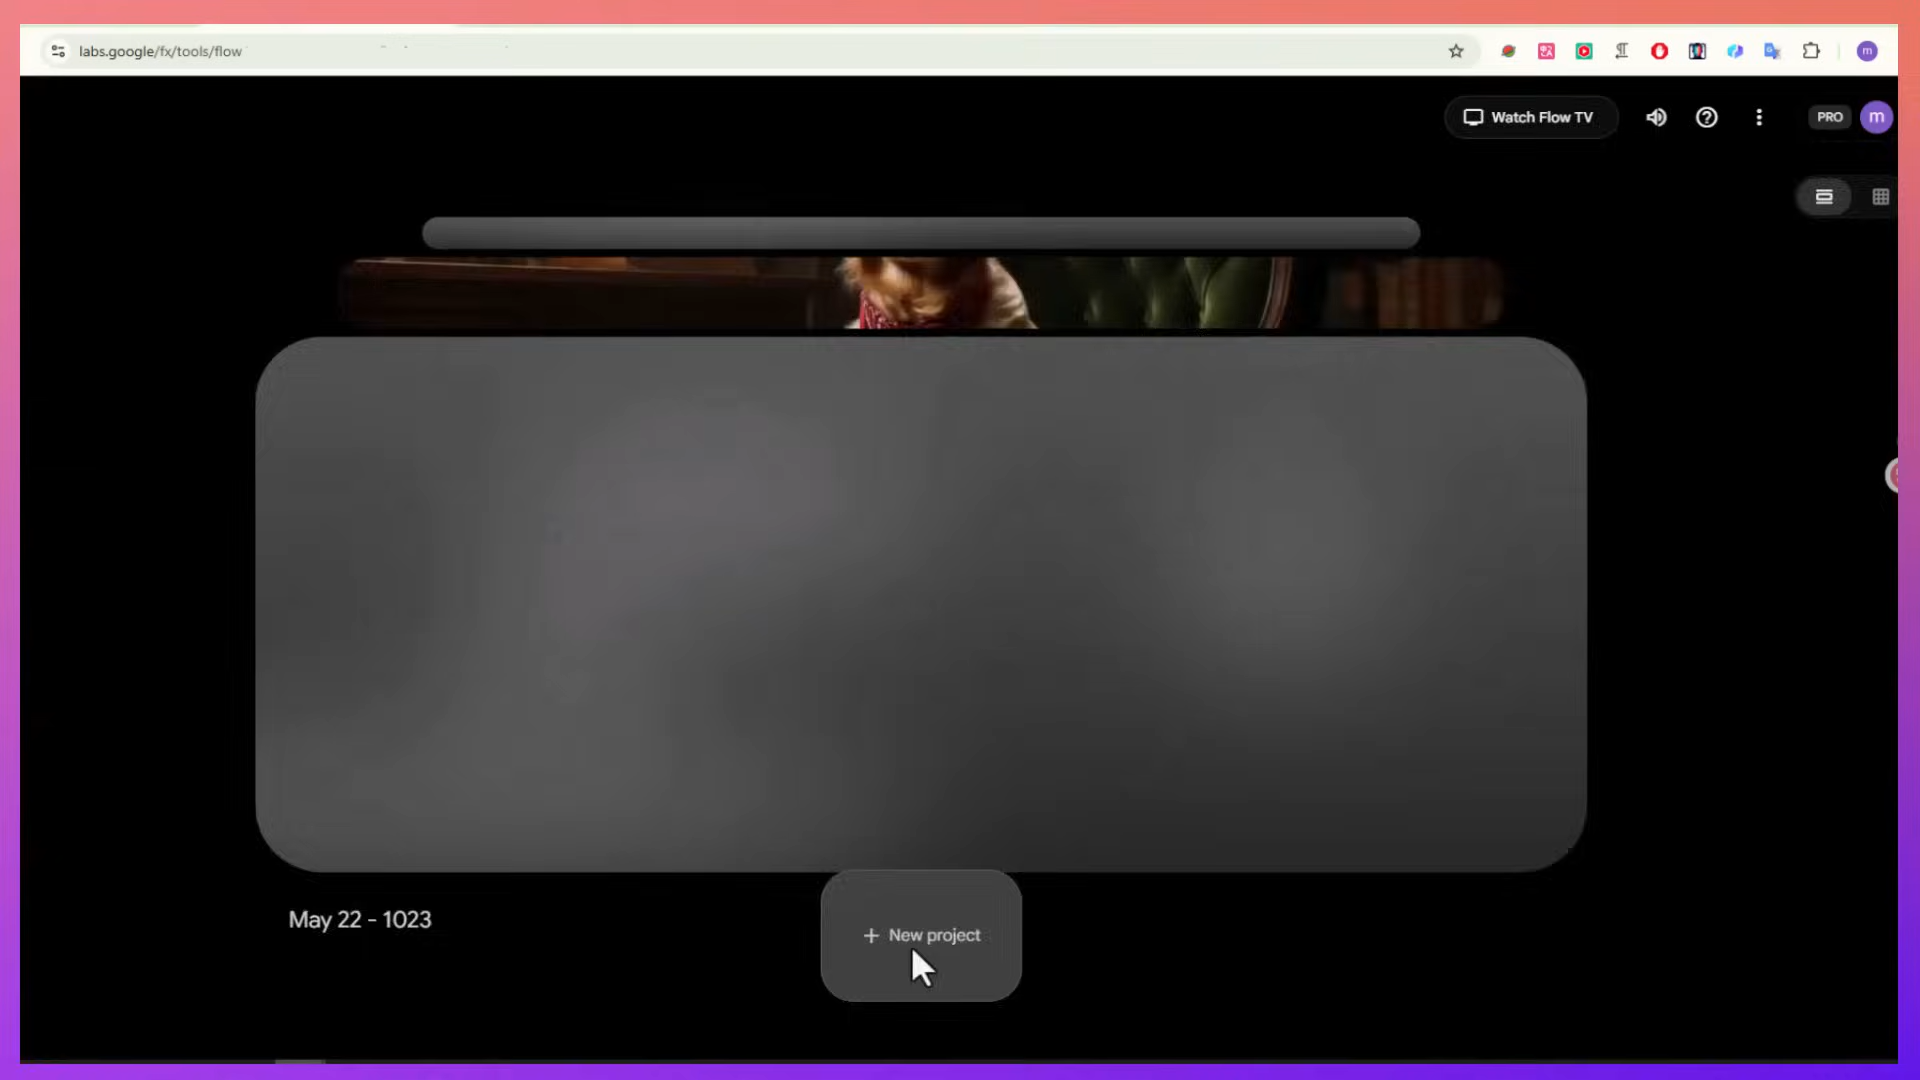 labs.google/fx/tools/flow
m
Watch Flow TV
PRO
m
May 22 - 1023
+ New project